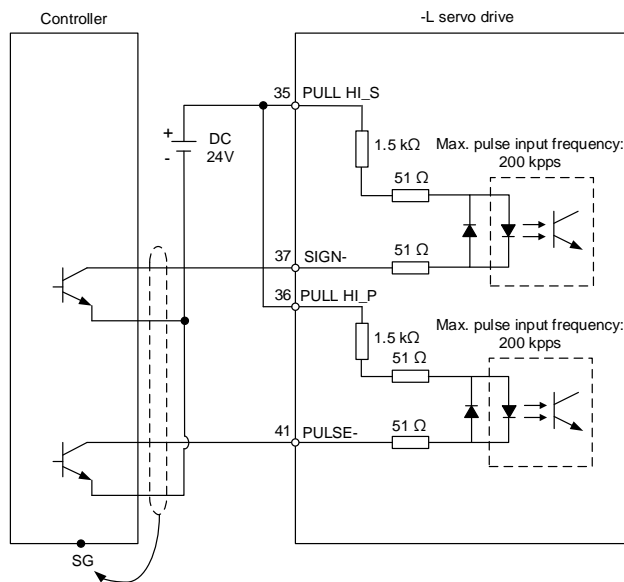 Controller
-L servo drive
35 PULL HI_S
+
DC
24V
-
1.5 kΩ
Max. pulse input frequency:
200 kpps
51 Ω
51 Ω
37 SIGN-
36 PULL HI_P
1.5 kΩ
Max. pulse input frequency:
200 kpps
51 Ω
51 Ω
41 PULSE-
SG